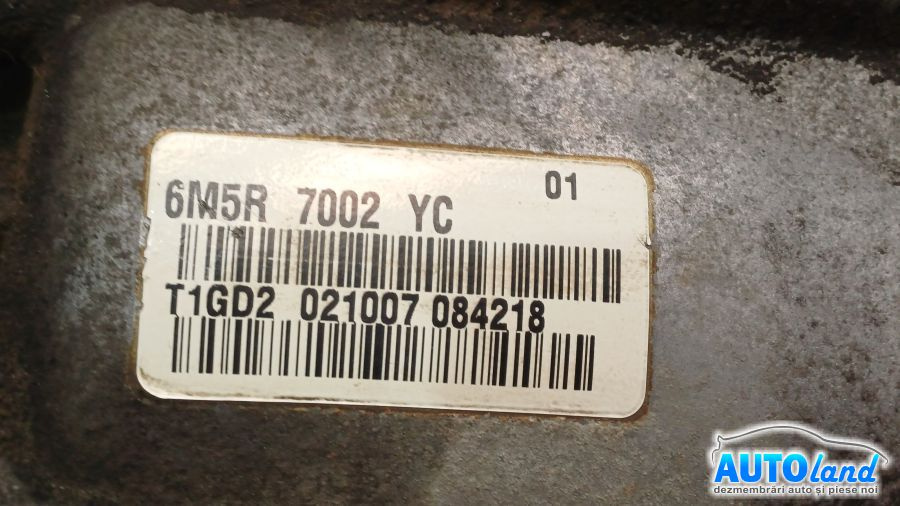 01
6M5R 7002 YC
T1GD2 021007 084218
AUTOland
dezmembrări auto și piese noi